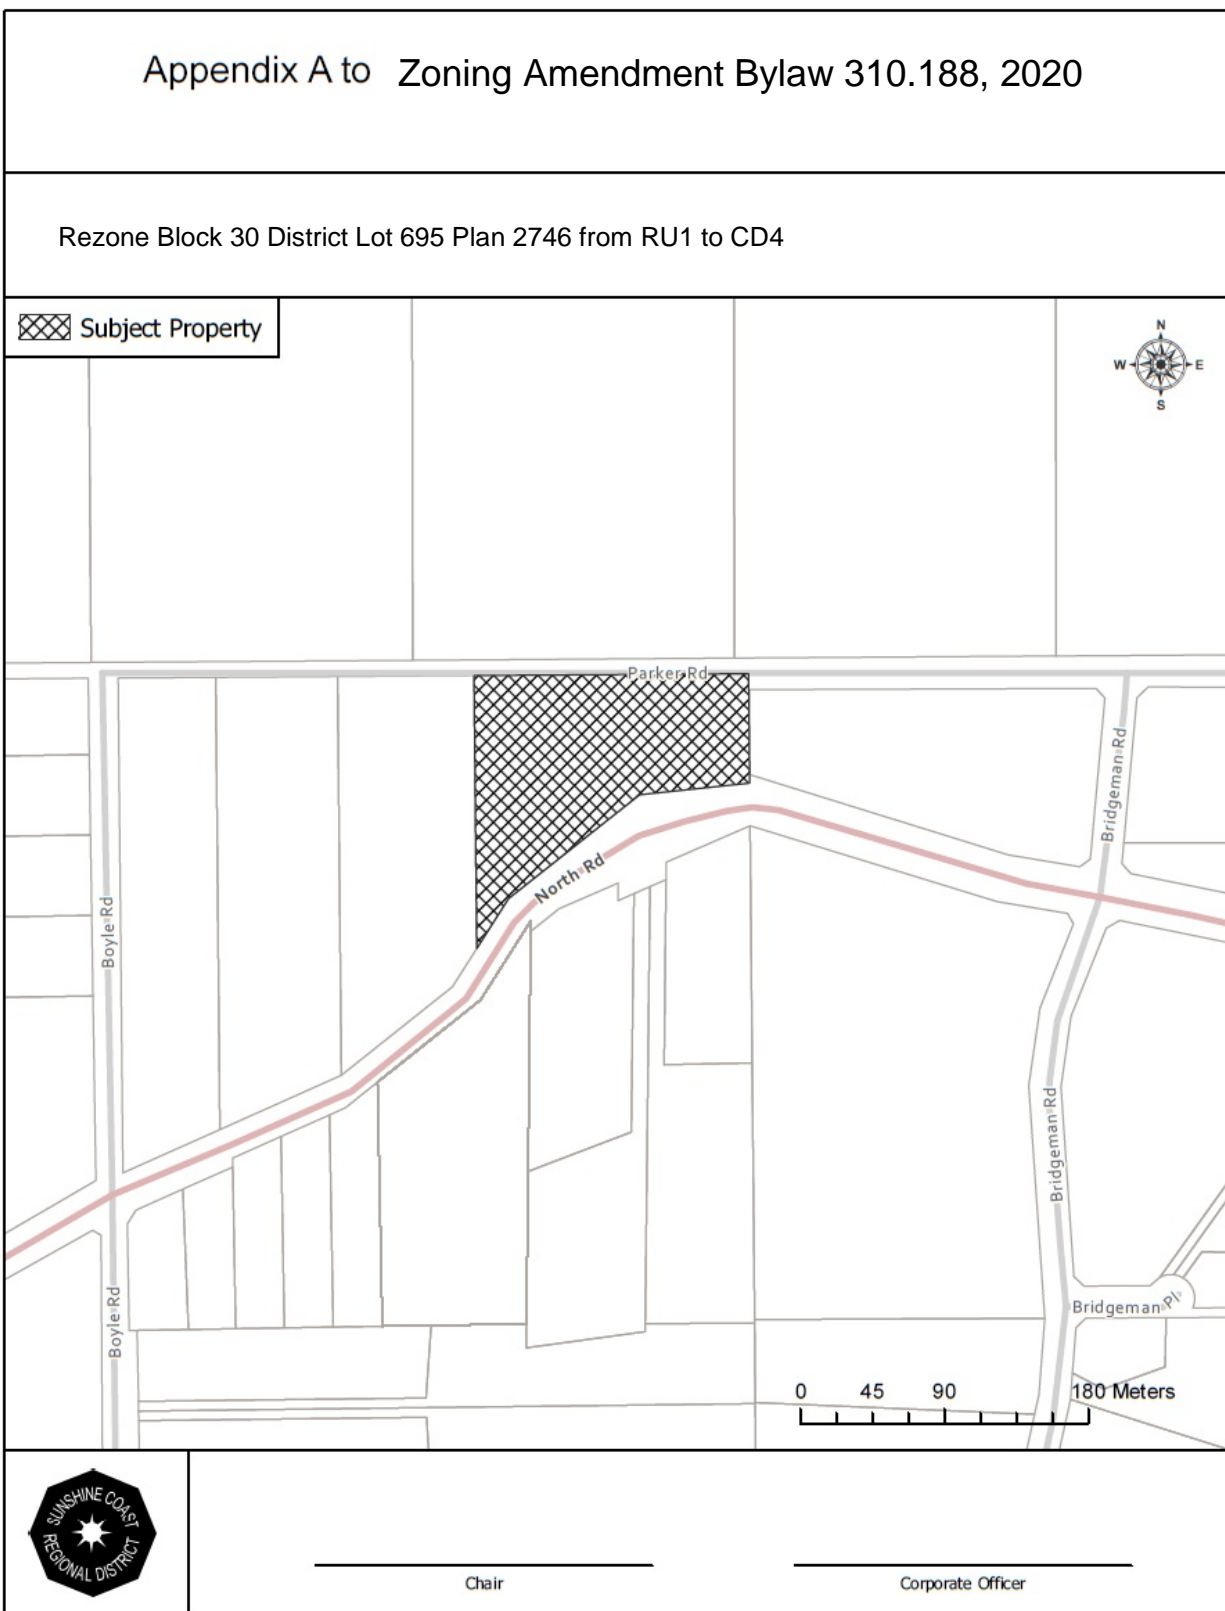 Appendix A to Zoning Amendment Bylaw 310.188, 2020
Rezone Block 30 District Lot 695 Plan 2746 from RU1 to CD4
Subject Property
N
W E
S
Parker Rd
Bridgeman Rd
North Rd
Boyle Rd
Bridgeman Rd
Boyle Rd
Bridgeman Pl
0 45 90 180 Meters
SUNSHINE COAST
REGIONAL DISTRICT
Chair
Corporate Officer